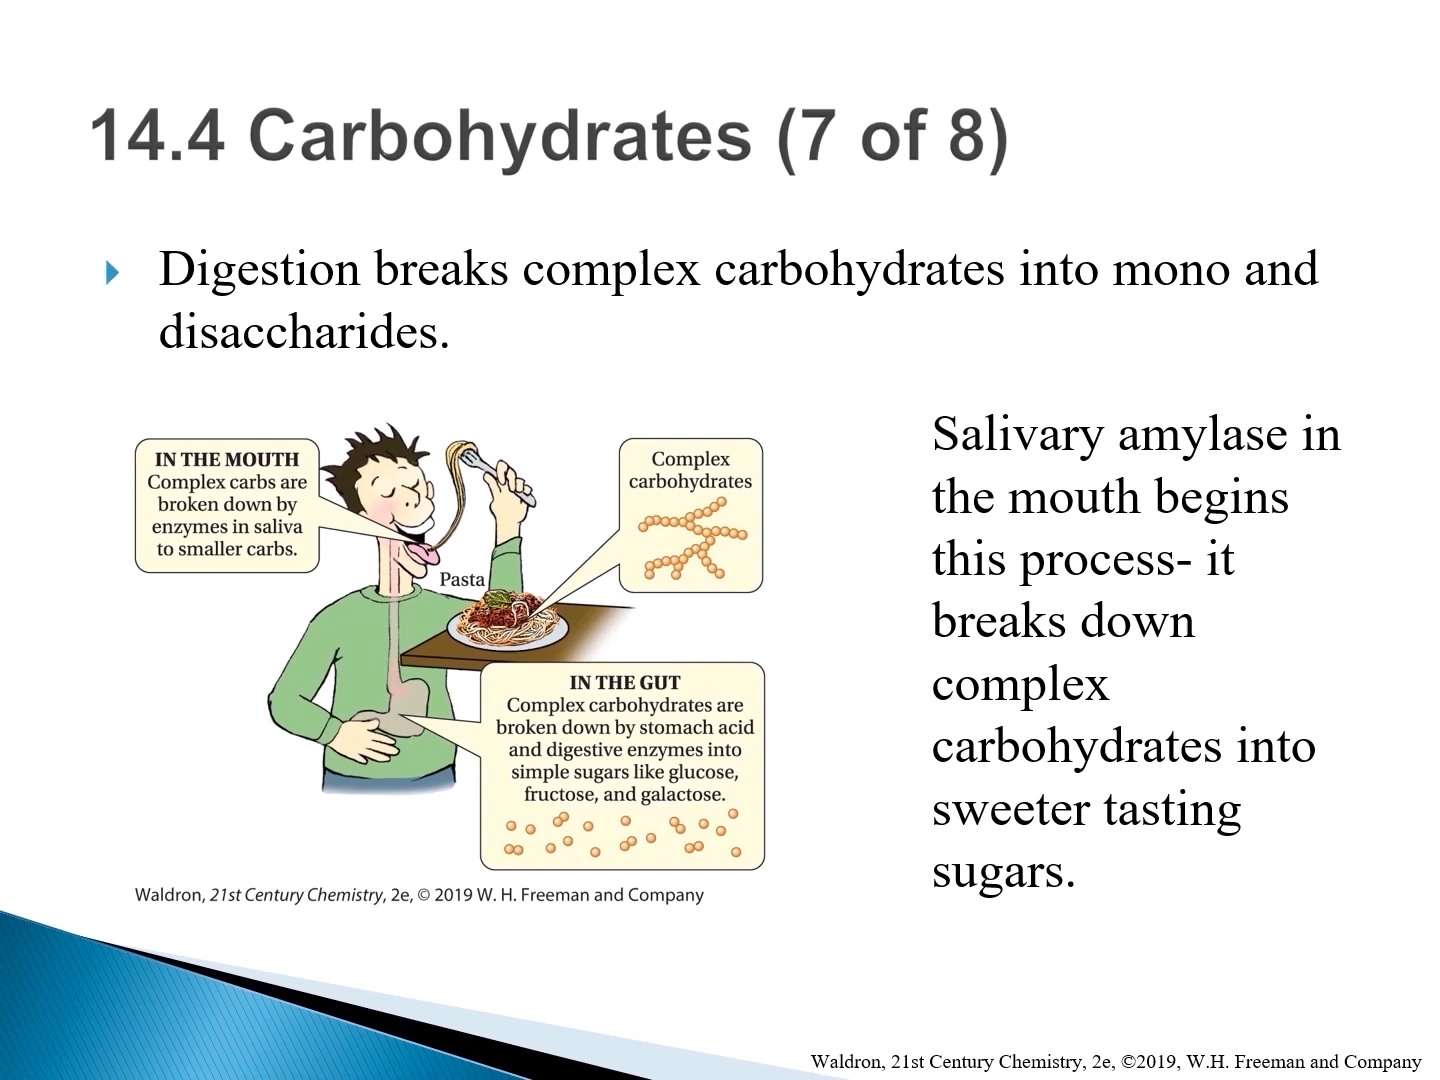 14.4 Carbohydrates (7 of 8)
Digestion breaks complex carbohydrates into mono and
disaccharides.
IN THE MOUTH
Complex carbs are
broken down by
enzymes in saliva
to smaller carbs.
Pasta
Complex
carbohydrates
IN THE GUT
Complex carbohydrates are
broken down by stomach acid
and digestive enzymes into
simple sugars like glucose,
fructose, and galactose.
Waldron, 21st Century Chemistry, 2e, © 2019 W. H. Freeman and Company
Salivary amylase in
the mouth begins
this process- it
breaks down
complex
carbohydrates into
sweeter tasting
sugars.
Waldron, 21st Century Chemistry, 2e, ©2019, W.H. Freeman and Company